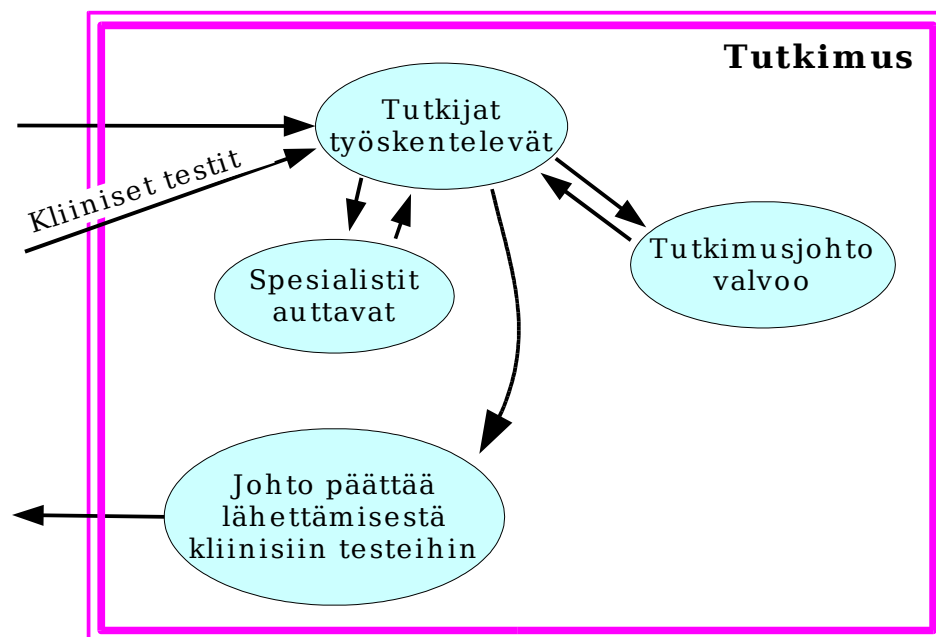 Tutkimus
Tutkijat
työskentelevät
Kliiniset testit
Spesialistit
auttavat
Tutkimusjohto
valvoo
Johto päättää
lähettämisestä
kliinisiin testeihin